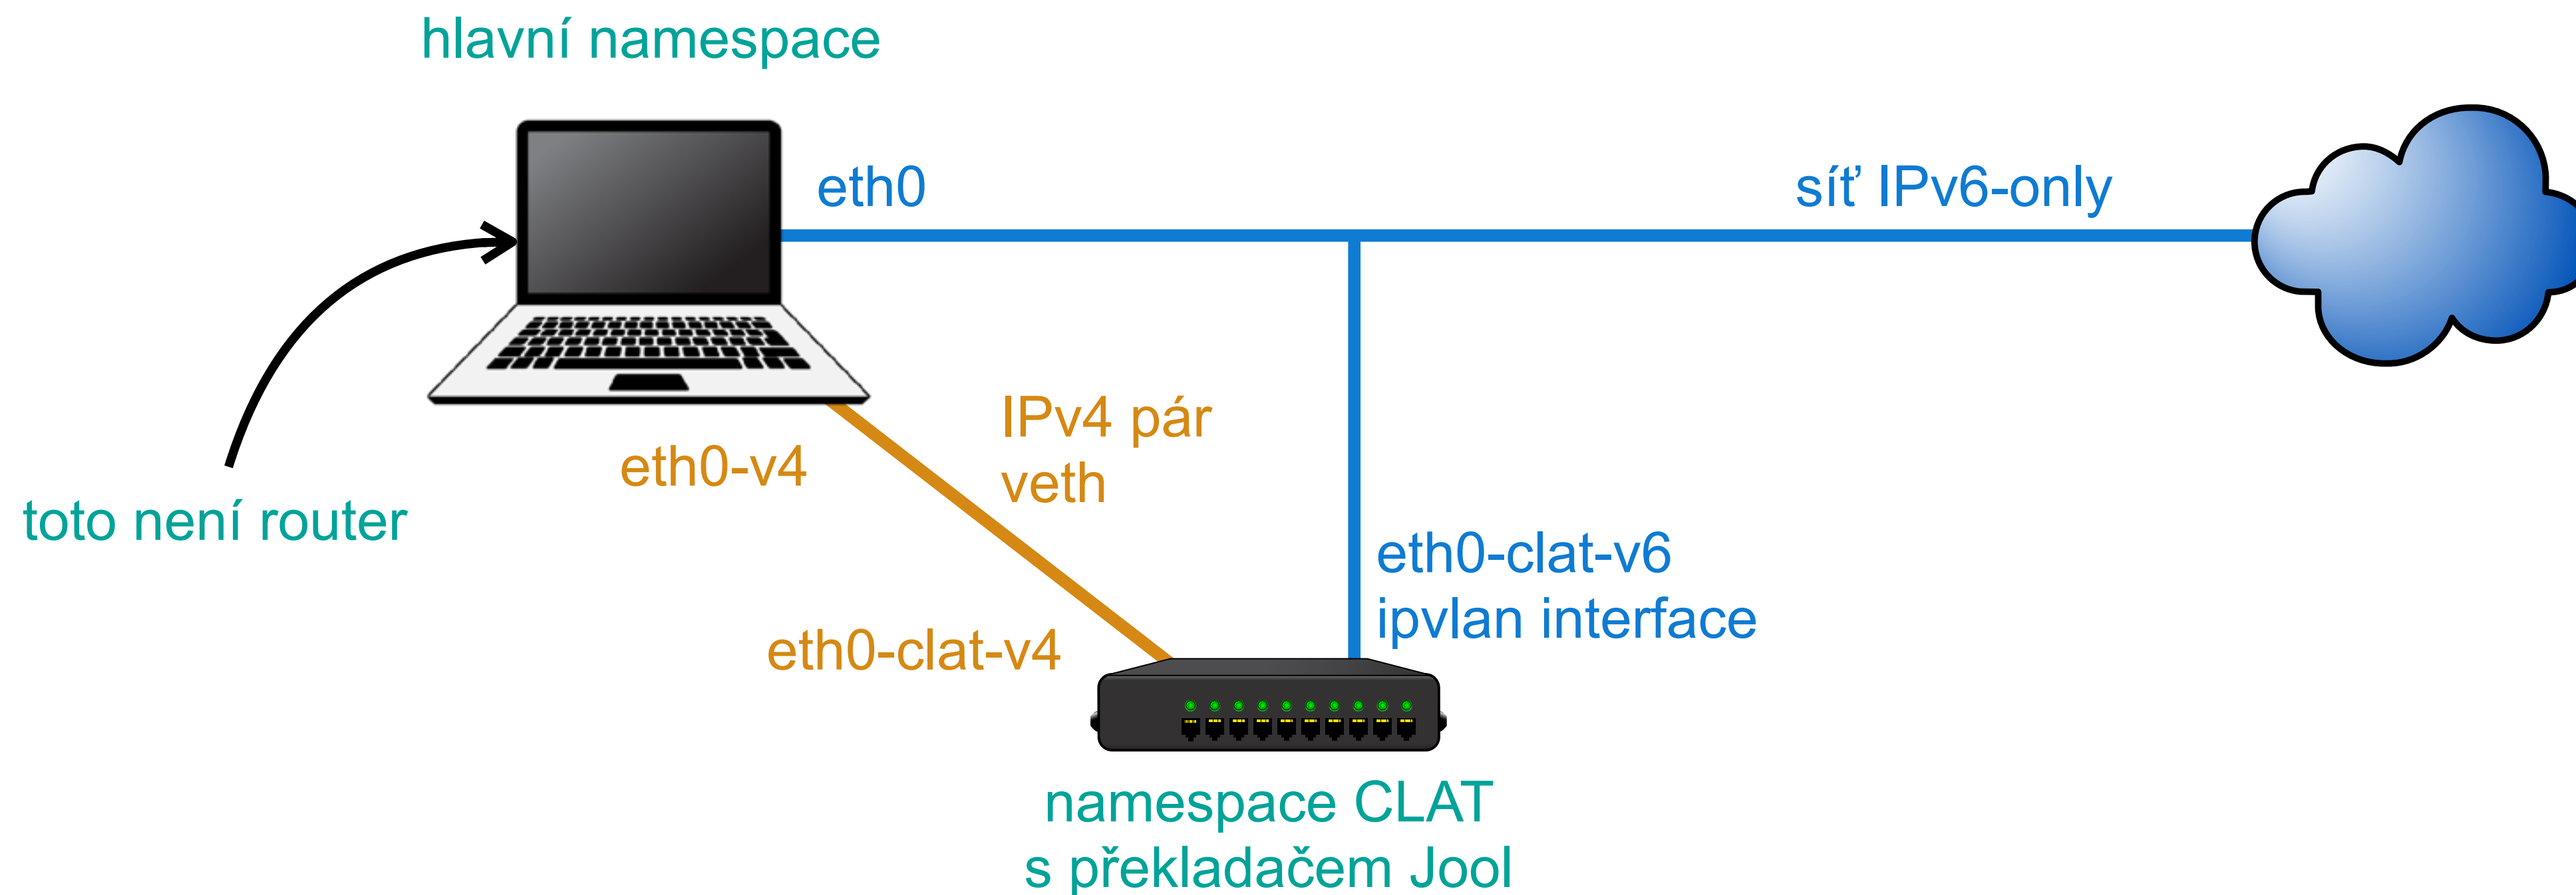 hlavní namespace
eth0
síť IPv6-only
IPv4 pár
veth
eth0-v4
toto není router
eth0-clat-v6
ipvlan interface
eth0-clat-v4
namespace CLAT
s překladačem Jool